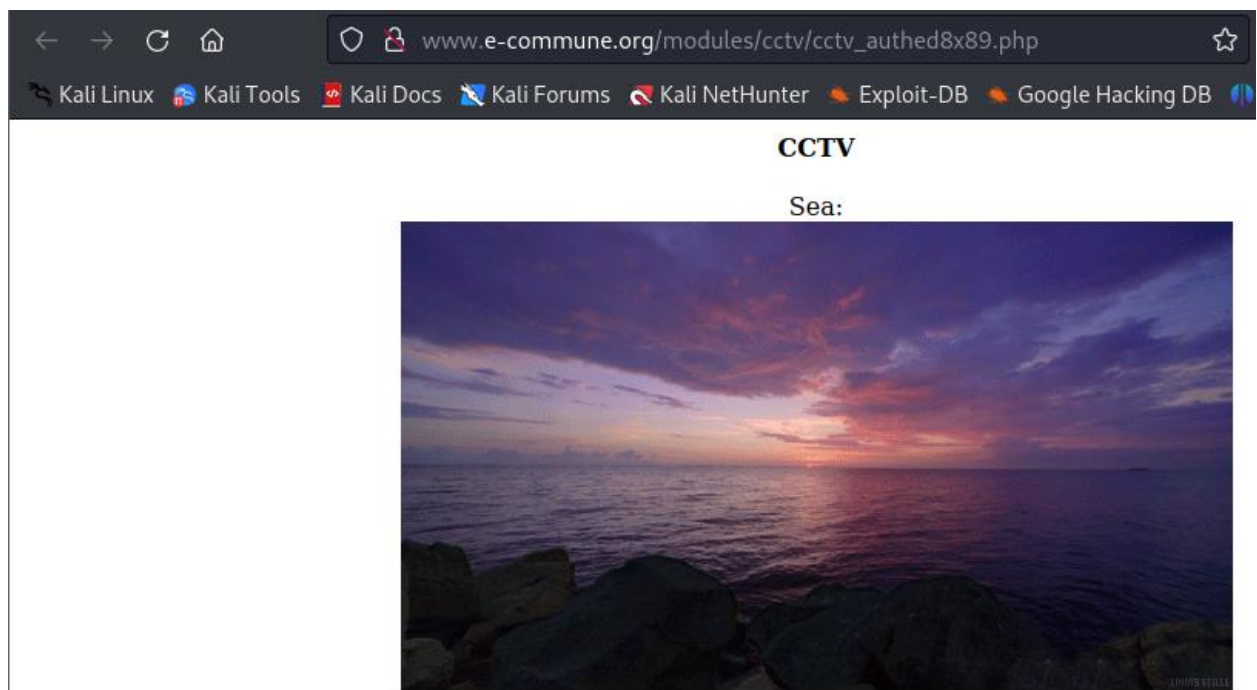 www.e-commune.org/modules/cctv/cctv_authed8x89.php
Kali Linux Kali Tools Kali Docs Kali Forums Kali NetHunter Exploit-DB Google Hacking DB
CCTV
Sea: